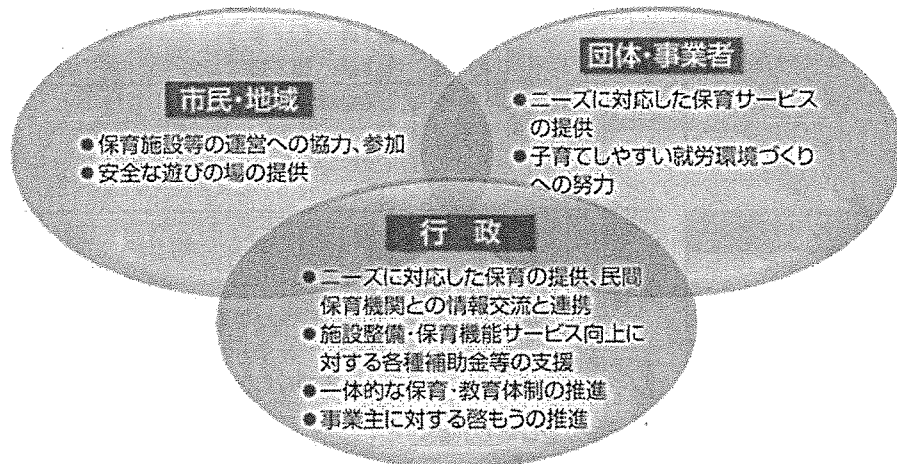 市民・地域
●保育施設等の運営への協力、参加
●安全な遊びの場の提供
団体・事業者
●ニーズに対応した保育サービス
の提供
●子育てしやすい就労環境づくり
への努力
行 政
●ニーズに対応した保育の提供、民間
保育機関との情報交流と連携
●施設整備・保育機能サービス向上に
対する各種補助金等の支援
●一体的な保育・教育体制の推進
●事業主に対する啓もうの推進